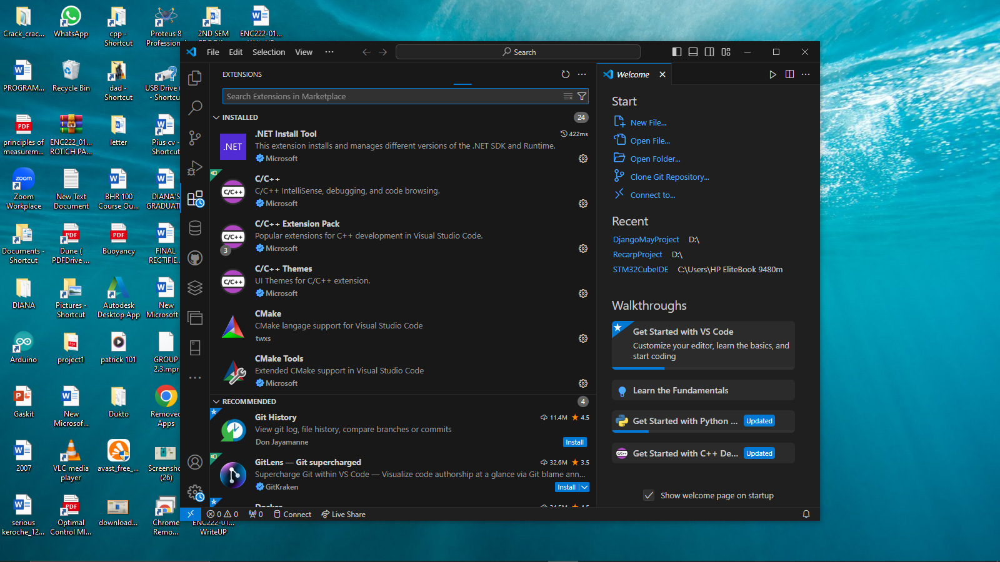 Crack_crac...
WhatsApp
cpp -
Shortcut
Proteus 8
Professional
2ND SEM
ENC222-01...
PROGRAM...
Recycle Bin
dad -
Shortcut
USB Drive
- Shortcu
principles of
measurem...
ENC222_01...
ROTICH PA...
letter
Pius cv -
Shortcut
zoom
Zoom
Workplace
New Text
Document
BHR 100
Course Ou...
DIANA'S
GRADUATI
Documents -
Shortcut
Dune (
PDFDrive ...
Buoyancy
FINAL
RECTIFIE...
DIANA
Pictures -
Shortcut
Autodesk
Desktop App
New
Microsoft
Arduino
project1
patrick 101
GROUP
2.3.mpr
Gaskit
New
Microsof...
Dukto
Removed
Apps
2007
VLC media
player
avast_free_...
Screensho
(26)
serious
keroche_12...
Optimal
Control MI...
download...
Chrome
Remo...
ENC222-01...
WriteUP
File
Edit
Selection
View
Search
EXTENSIONS
Search Extensions in Marketplace
INSTALLED
24
.NET
.NET Install Tool
422ms
This extension installs and manages different versions of the .NET SDK and Runtime.
Microsoft
C/C++
C/C++
C/C++ IntelliSense, debugging, and code browsing.
Microsoft
C/C++
3
C/C++ Extension Pack
Popular extensions for C++ development in Visual Studio Code.
Microsoft
C/C++
C/C++ Themes
UI Themes for C/C++ extension.
Microsoft
CMake
CMake langage support for Visual Studio Code
twxs
CMake Tools
Extended CMake support in Visual Studio Code
Microsoft
RECOMMENDED
4
Git History
11.4M
4.5
View git log, file history, compare branches or commits
Don Jayamanne
Install
GitLens — Git supercharged
32.6M
3.5
Supercharge Git within VS Code — Visualize code authorship at a glance via Git blame ann...
GitKraken
Install
Docker
Welcome
Start
New File...
Open File...
Open Folder...
Clone Git Repository...
Connect to...
Recent
DjangoMayProject D:\
RecarpProject D:\
STM32CubeIDE C:\Users\HP EliteBook 9480m
Walkthroughs
Get Started with VS Code
Customize your editor, learn the basics, and
start coding
Learn the Fundamentals
Get Started with Python ...
Updated
C/C++
Get Started with C++ De...
Updated
Show welcome page on startup
0
0
0
Connect
Live Share